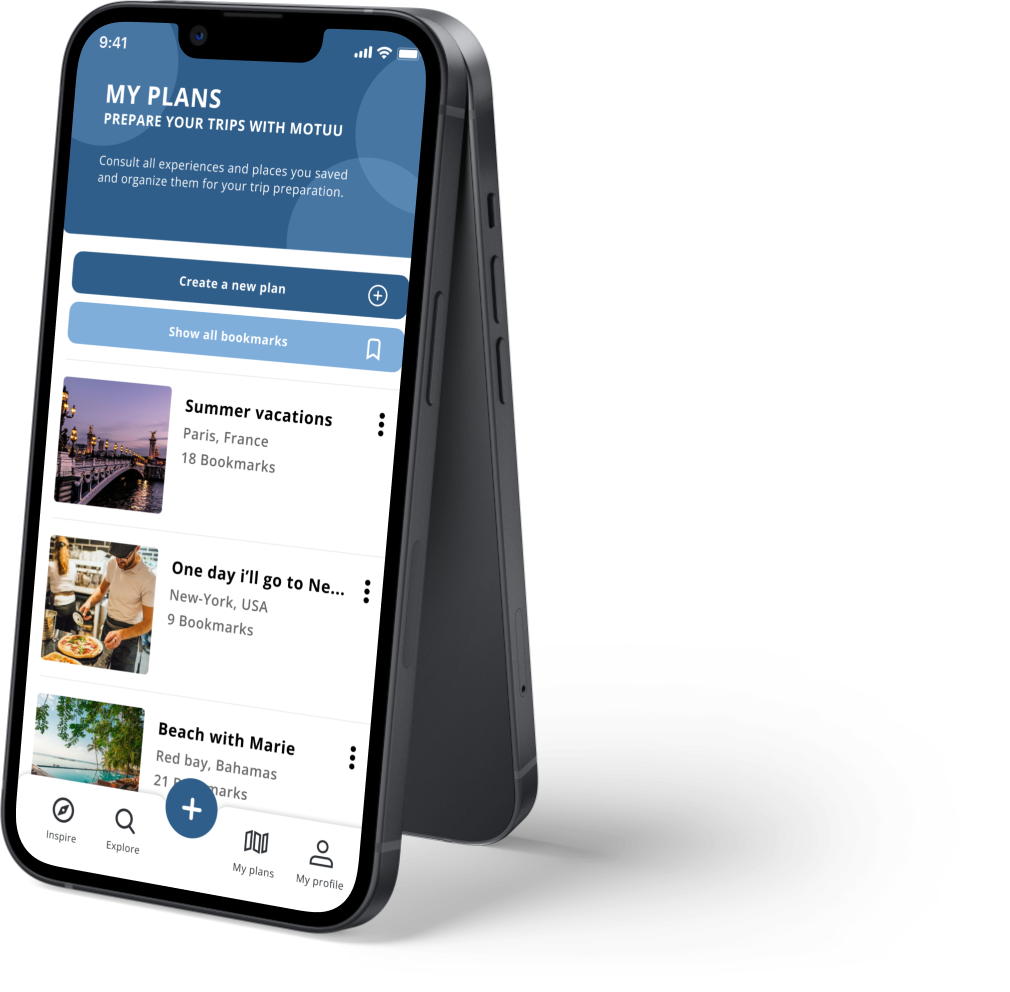 9:41
MY PLANS
PREPARE YOUR TRIPS WITH MOTUU
Consult all experiences and places you saved
and organize them for your trip preparation.
Create a new plan
Show all bookmarks
Summer vacations
Paris, France
18 Bookmarks
One day i'll go to Ne...
New-York, USA
9 Bookmarks
Beach with Marie
Red bay, Bahamas
21
Inspire
Explore
My plans
My profile